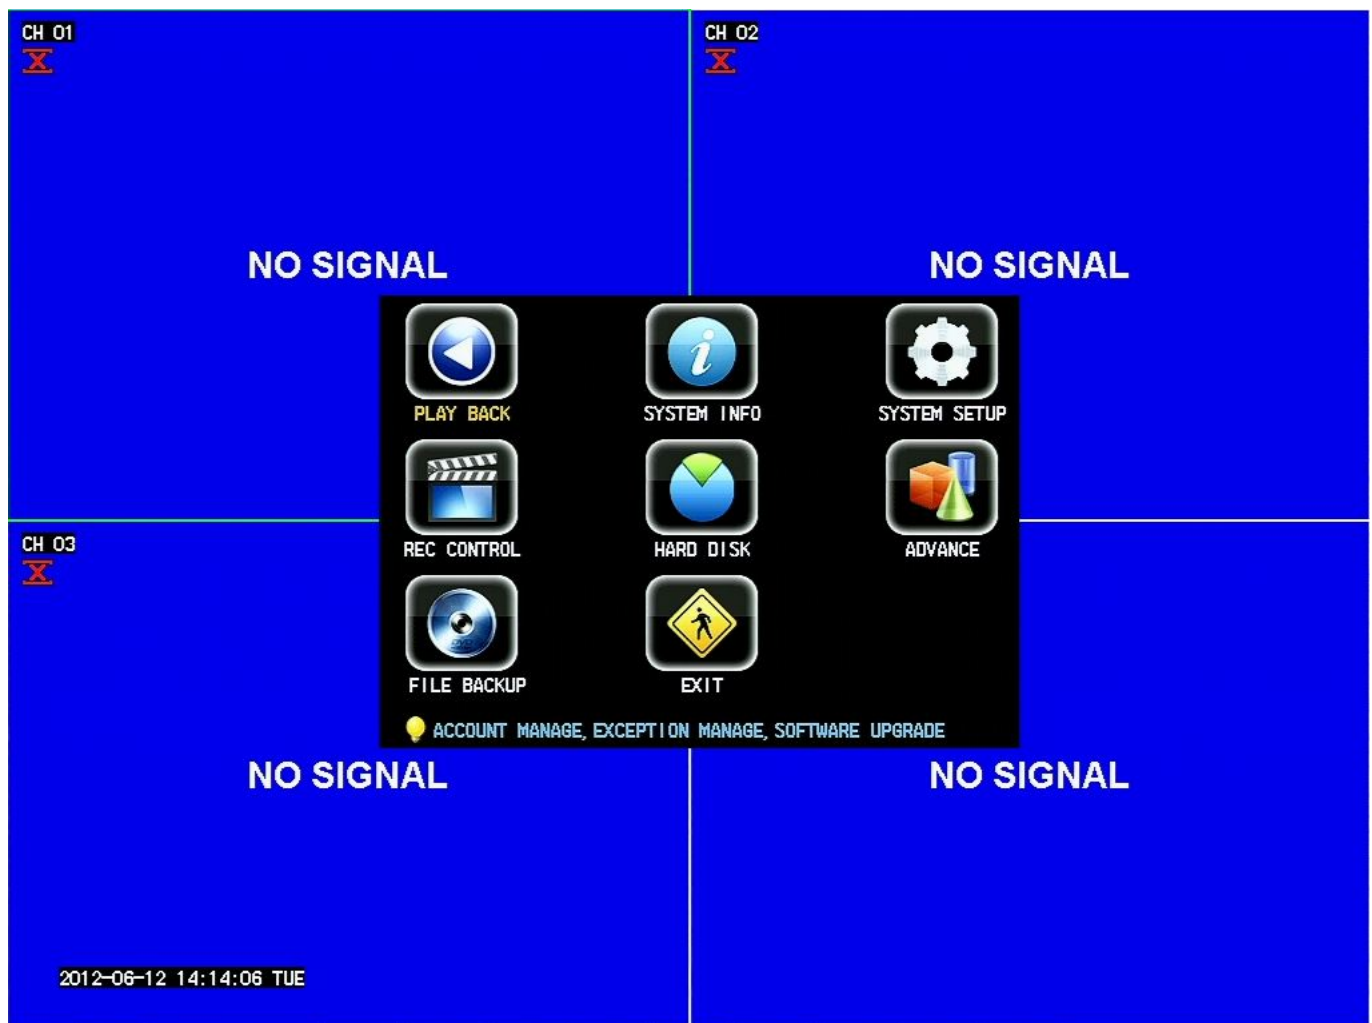 CH 01
CH 02
NO SIGNAL
NO SIGNAL
PLAY BACK
SYSTEM INFO
SYSTEM SETUP
REC CONTROL
HARD DISK
ADVANCE
CH 03
DVD
FILE BACKUP
EXIT
ACCOUNT MANAGE, EXCEPTION MANAGE, SOFTWARE UPGRADE
NO SIGNAL
NO SIGNAL
2012-06-12 14:14:06 TUE